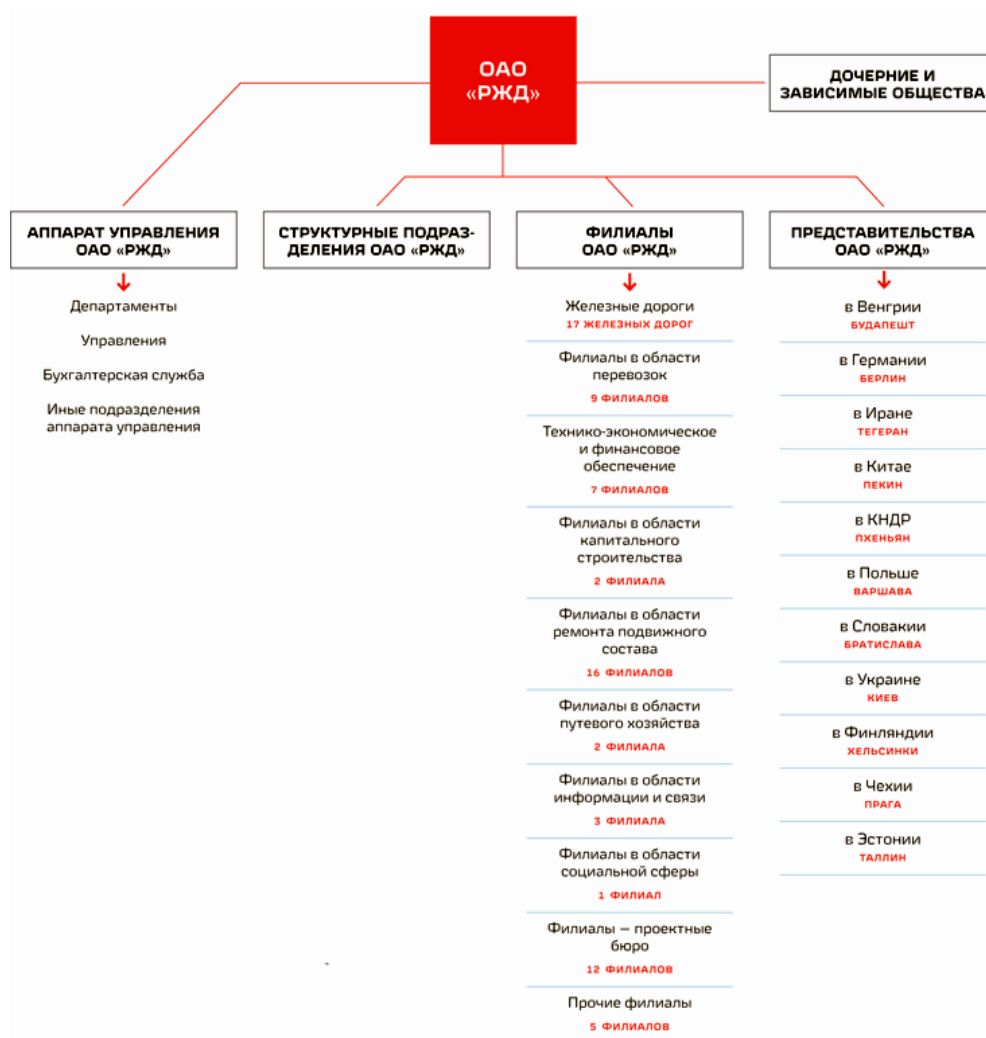 ОАО
«РЖД»
ДОЧЕРНИЕ И
ЗАВИСИМЫЕ ОБЩЕСТВА
АППАРАТ УПРАВЛЕНИЯ
ОАО «РЖД»
Департаменты
Управления
Бухгалтерская служба
Иные подразделения
аппарата управления
СТРУКТУРНЫЕ ПОДРАЗ-
ДЕЛЕНИЯ ОАО «РЖД»
ФИЛИАЛЫ
ОАО «РЖД»
Железные дороги
17 ЖЕЛЕЗНЫХ ДОРОГ
Филиалы в области
перевозок
9 ФИЛИАЛОВ
Технико-экономическое
и финансовое
обеспечение
7 ФИЛИАЛОВ
Филиалы в области
капитального
строительства
2 ФИЛИАЛА
Филиалы в области
ремонта подвижного
состава
16 ФИЛИАЛОВ
Филиалы в области
путевого хозяйства
2 ФИЛИАЛА
Филиалы в области
информации и связи
3 ФИЛИАЛА
Филиалы в области
социальной сферы
1 ФИЛИАЛ
Филиалы — проектные
бюро
12 ФИЛИАЛОВ
Прочие филиалы
5 ФИЛИАЛОВ
ПРЕДСТАВИТЕЛЬСТВА
ОАО «РЖД»
в Венгрии
БУДАПЕШТ
в Германии
БЕРЛИН
в Иране
ТЕГЕРАН
в Китае
ПЕКИН
в КНДР
ПХЕНЬЯН
в Польше
ВАРШАВА
в Словакии
БРАТИСЛАВА
в Украине
КИЕВ
в Финляндии
ХЕЛЬСИНКИ
в Чехии
ПРАГА
в Эстонии
ТАЛЛИН